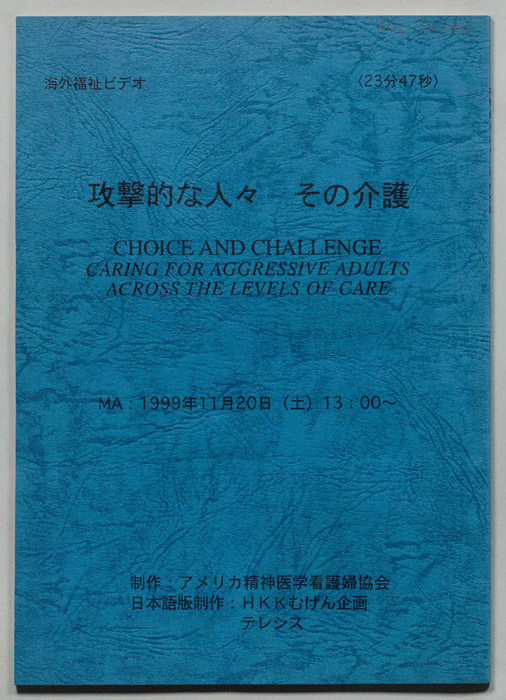 海外福祉ビデオ
〈23分47秒〉
攻撃的な人々　その介護
CHOICE AND CHALLENGE
CARING FOR AGGRESSIVE ADULTS
ACROSS THE LEVELS OF CARE
MA：1999年11月20日（土）13：00～
制作：アメリカ精神医学看護婦協会
日本語版制作：ＨＫＫむげん企画
テレシス